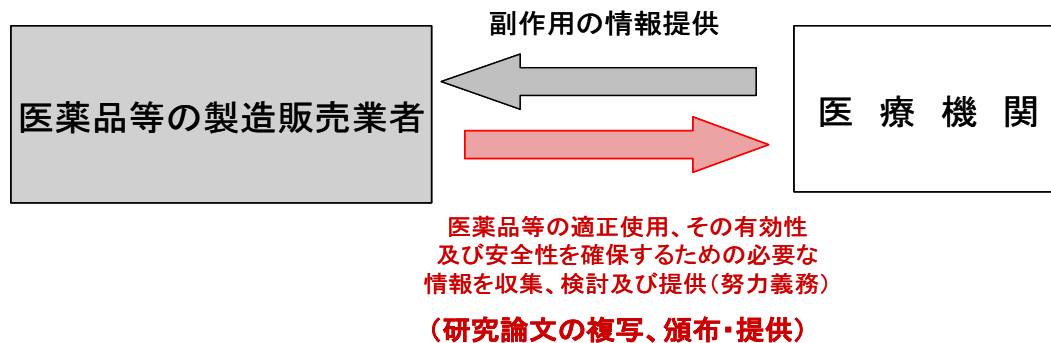 副作用の情報提供
医薬品等の製造販売業者
医療機関
医薬品等の適正使用、その有効性
及び安全性を確保するための必要な
情報を収集、検討及び提供（努力義務）
（研究論文の複写、頒布・提供）